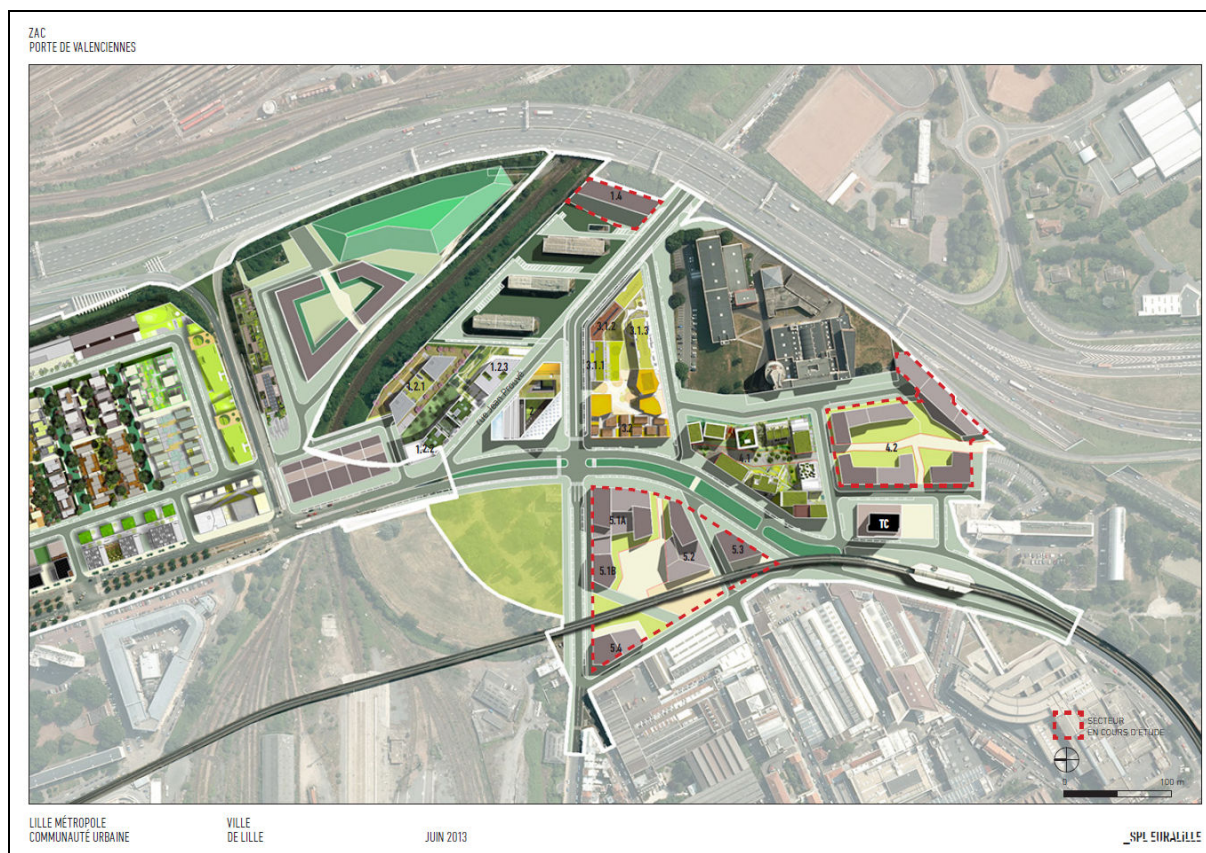 ZAC
PORTE DE VALENCIENNES
1.4
3.1.2
3.1.3
3.1.1
1.2.3
1.2.1
1.2.2
3.2
4.1
4.2
TC
5.1A
5.2
5.3
5.1B
5.4
SECTEUR
EN COURS D'ETUDE
0
100 m
LILLE MÉTROPOLE
COMMUNAUTÉ URBAINE
VILLE
DE LILLE
JUIN 2013
_SPL EURALILLE